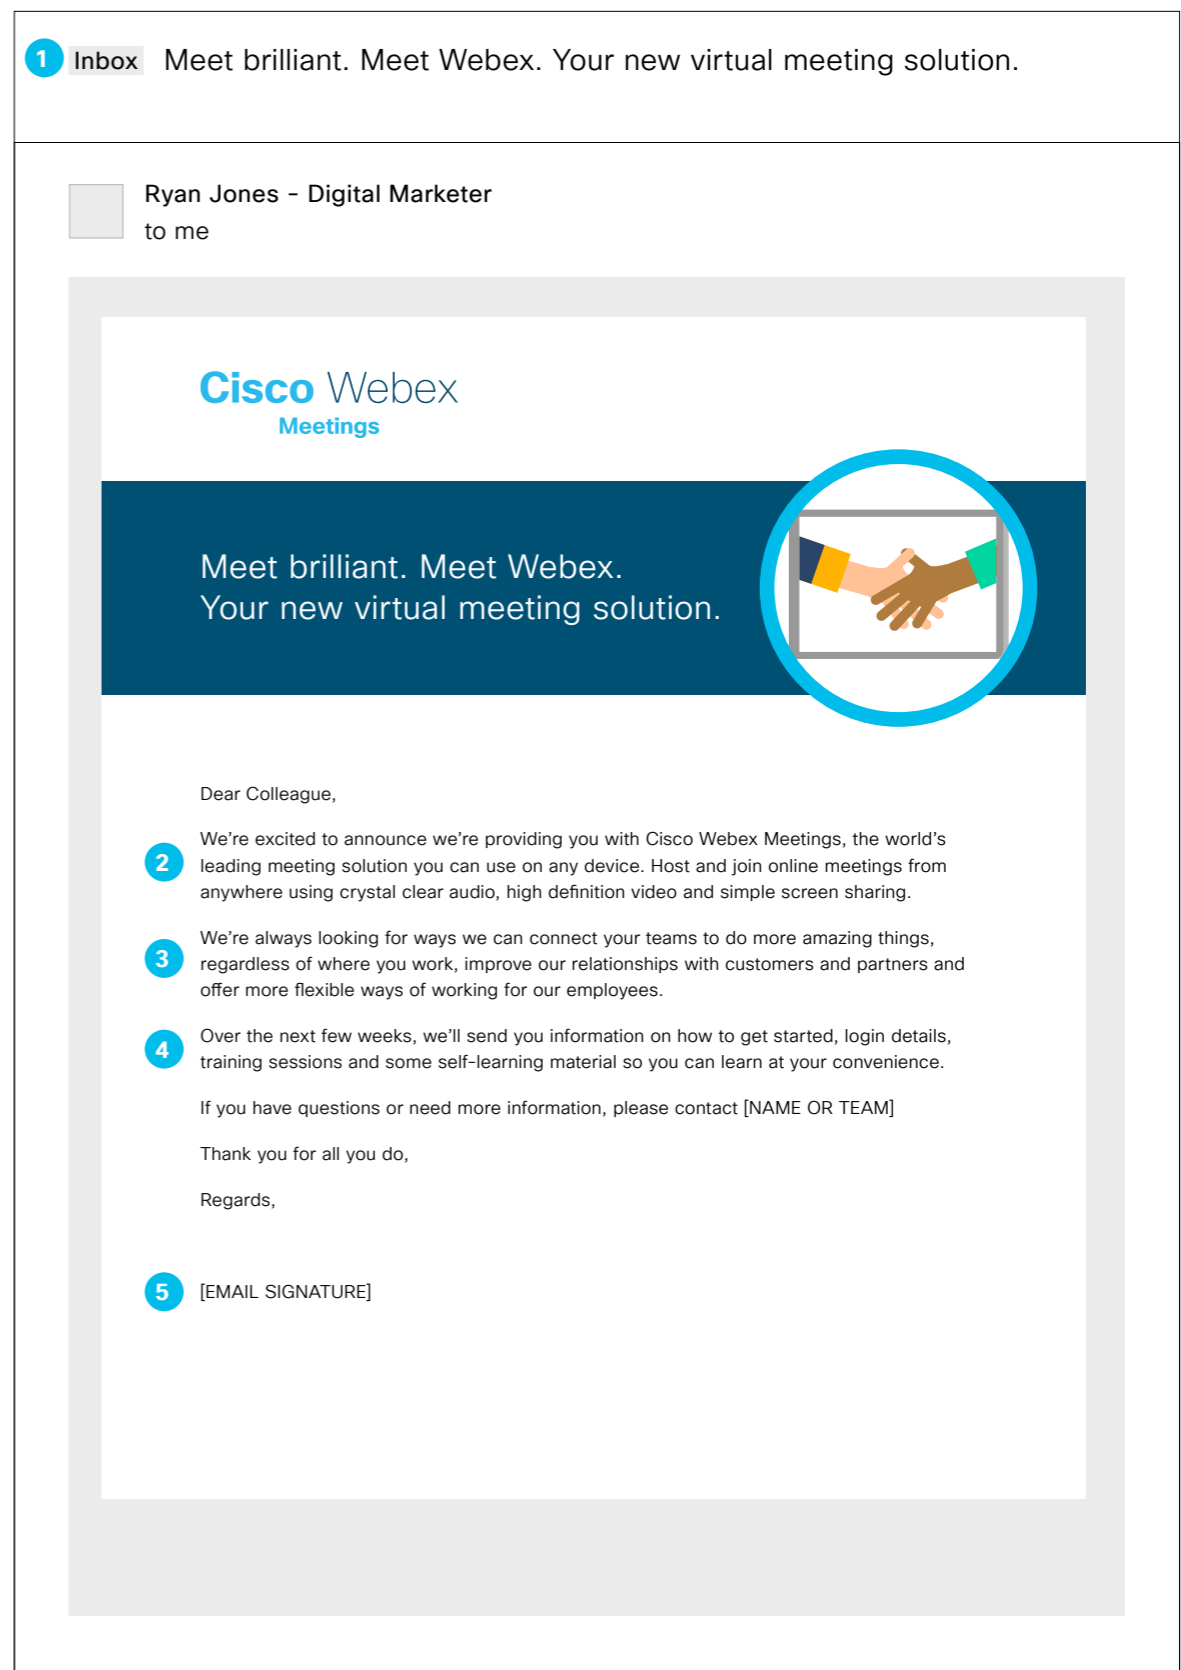 1 Inbox Meet brilliant. Meet Webex. Your new virtual meeting solution.
Ryan Jones - Digital Marketer
to me
Cisco Webex
Meetings
Meet brilliant. Meet Webex.
Your new virtual meeting solution.
Dear Colleague,
2 We’re excited to announce we’re providing you with Cisco Webex Meetings, the world’s
leading meeting solution you can use on any device. Host and join online meetings from
anywhere using crystal clear audio, high definition video and simple screen sharing.
3 We’re always looking for ways we can connect your teams to do more amazing things,
regardless of where you work, improve our relationships with customers and partners and
offer more flexible ways of working for our employees.
4 Over the next few weeks, we’ll send you information on how to get started, login details,
training sessions and some self-learning material so you can learn at your convenience.
If you have questions or need more information, please contact [NAME OR TEAM]
Thank you for all you do,
Regards,
5 [EMAIL SIGNATURE]